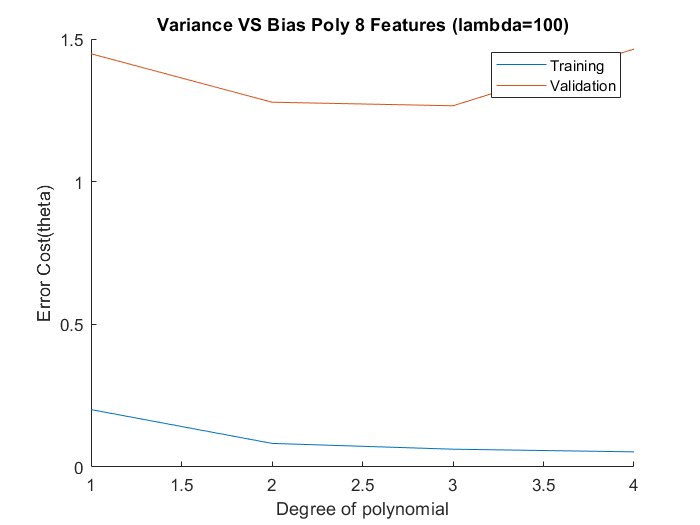 Variance VS Bias Poly 8 Features (lambda=100)
Training
Validation
1.5
1
0.5
0
Error Cost(theta)
1 1.5 2 2.5 3 3.5 4
Degree of polynomial